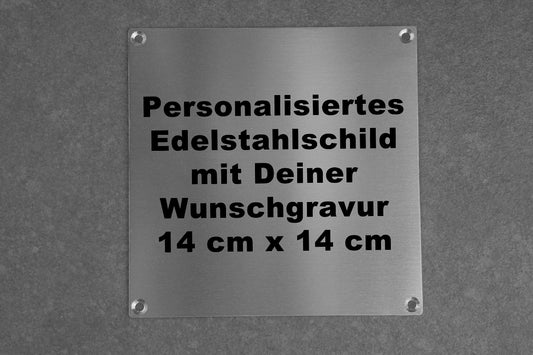 Personalisiertes
Edelstahlschild
mit Deiner
Wunschgravur
14 cm x 14 cm